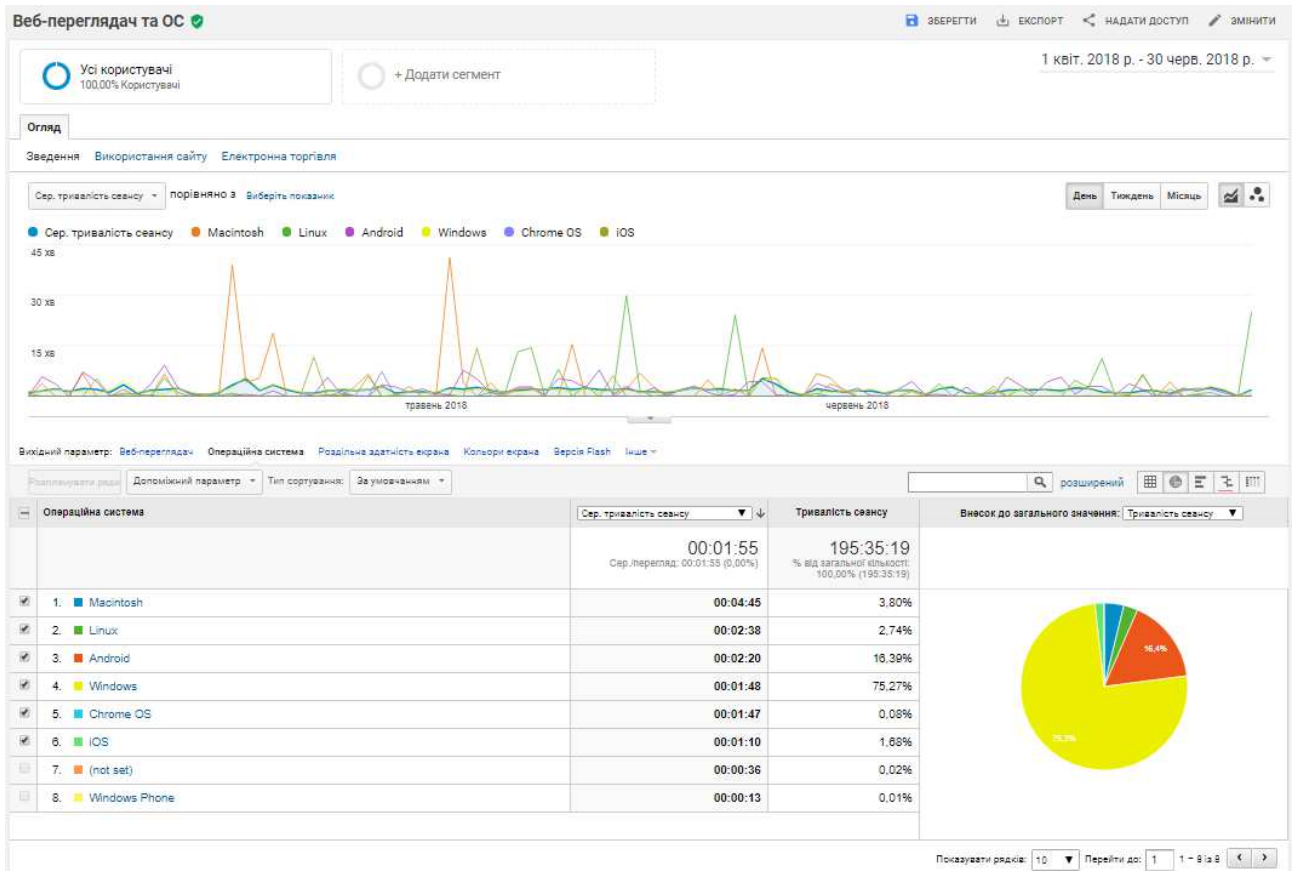 Веб-переглядач та ОС
ЗБЕРЕГТИ ЕКСПОРТ НАДАТИ ДОСТУП ЗМІНИТИ
Усі користувачі
100,00% Користувачі
+ Додати сегмент
1 квіт. 2018 р. - 30 черв. 2018 р.
Огляд
Зведення Використання сайту Електронна торгівля
Сер. тривалість сеансу порівняно з Виберіть показник
День Тиждень Місяць
Сер. тривалість сеансу Macintosh Linux Android Windows Chrome OS iOS
45 хв
30 хв
15 хв
травень 2018 червень 2018
Вихідний параметр: Веб-переглядач Операційна система Роздільна здатність екрана Кольори екрана Версія Flash Інше
Розпланувати ряди Допоміжний параметр Тип сортування: За умовчанням розширений
Операційна система Сер. тривалість сеансу Тривалість сеансу Внесок до загального значення: Тривалість сеансу
00:01:55 195:35:19
Сер./перегляд: 00:01:55 (0,00%) % від загальної кількості:
100,00% (195:35:19)
1. Macintosh 00:04:45 3,80%
2. Linux 00:02:38 2,74%
3. Android 00:02:20 16,39%
4. Windows 00:01:48 75,27%
5. Chrome OS 00:01:47 0,08%
6. iOS 00:01:10 1,68%
7. (not set) 00:00:36 0,02%
8. Windows Phone 00:00:13 0,01%
16,4%
75,3%
Показувати рядків: 10 Перейти до: 1 1 – 8 із 8